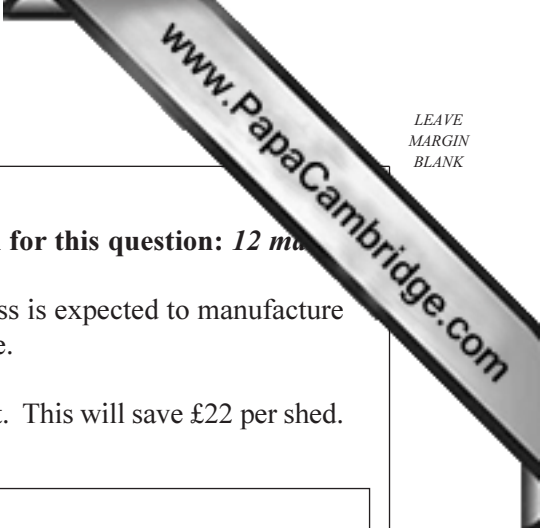 www.PapaCambridge.com
LEAVE
MARGIN
BLANK
for this question: 12
ss is expected to manufacture
e.
t. This will save £22 per shed.